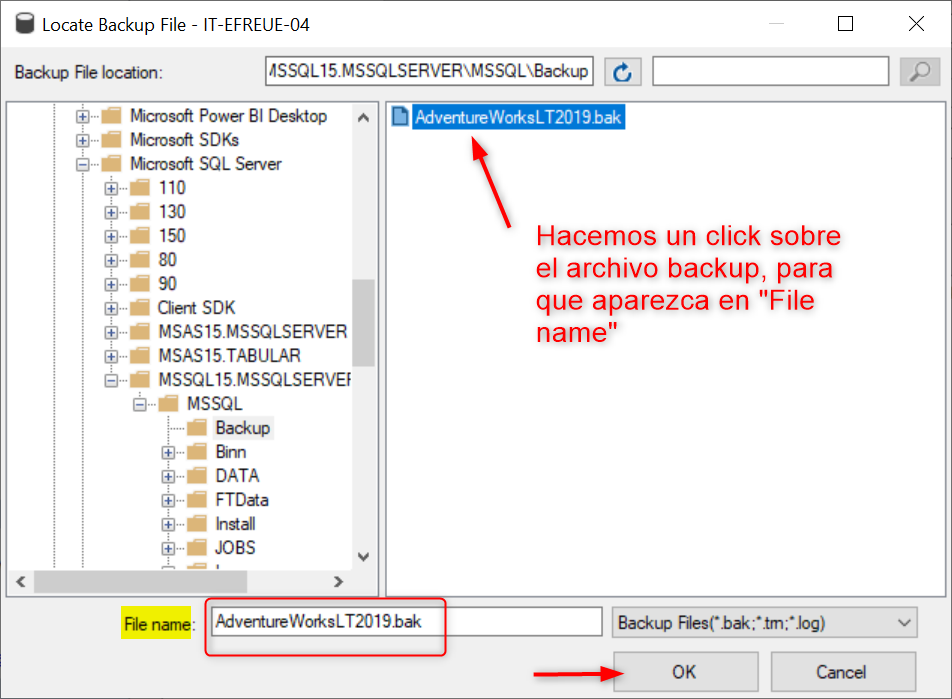 Locate Backup File - IT-EFREUE-04
Backup File location:
MSSQL15.MSSQLSERVER\MSSQL\Backup
Microsoft Power BI Desktop
Microsoft SDKs
Microsoft SQL Server
110
130
150
80
90
Client SDK
MSAS15.MSSQLSERVER
MSAS15.TABULAR
MSSQL15.MSSQLSERVER
MSSQL
Backup
Binn
DATA
FTData
Install
JOBS
AdventureWorksLT2019.bak
Hacemos un click sobre
el archivo backup, para
que aparezca en "File
name"
File name:
AdventureWorksLT2019.bak
Backup Files(*.bak;*.trn;*.log)
OK
Cancel